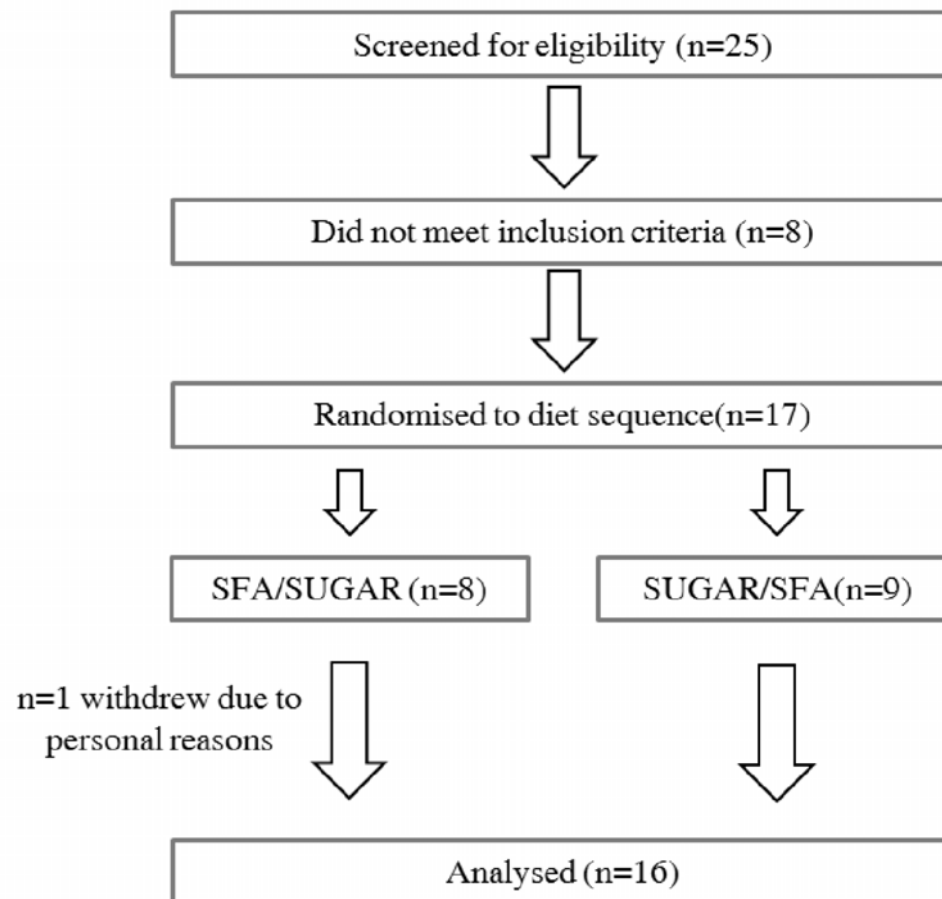 Screened for eligibility (n=25)
Did not meet inclusion criteria (n=8)
Randomised to diet sequence(n=17)
SFA/SUGAR (n=8)
SUGAR/SFA(n=9)
n=1 withdrew due to
personal reasons
Analysed (n=16)